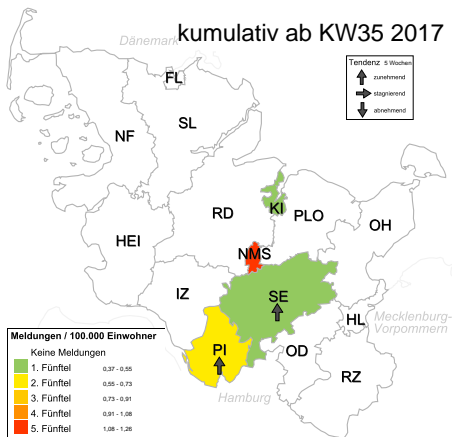 kumulativ ab KW35 2017
Dänemark
Tendenz 5 Wochen
zunehmend
stagnierend
abnehmend
FL
NF
SL
KI
RD
PLO
OH
HEI
NMS
IZ
SE
HL
Mecklenburg-
Vorpommern
PI
OD
RZ
Hamburg
Meldungen / 100.000 Einwohner
Keine Meldungen
1. Fünftel 0,37 - 0,55
2. Fünftel 0,55 - 0,73
3. Fünftel 0,73 - 0,91
4. Fünftel 0,91 - 1,08
5. Fünftel 1,08 - 1,26